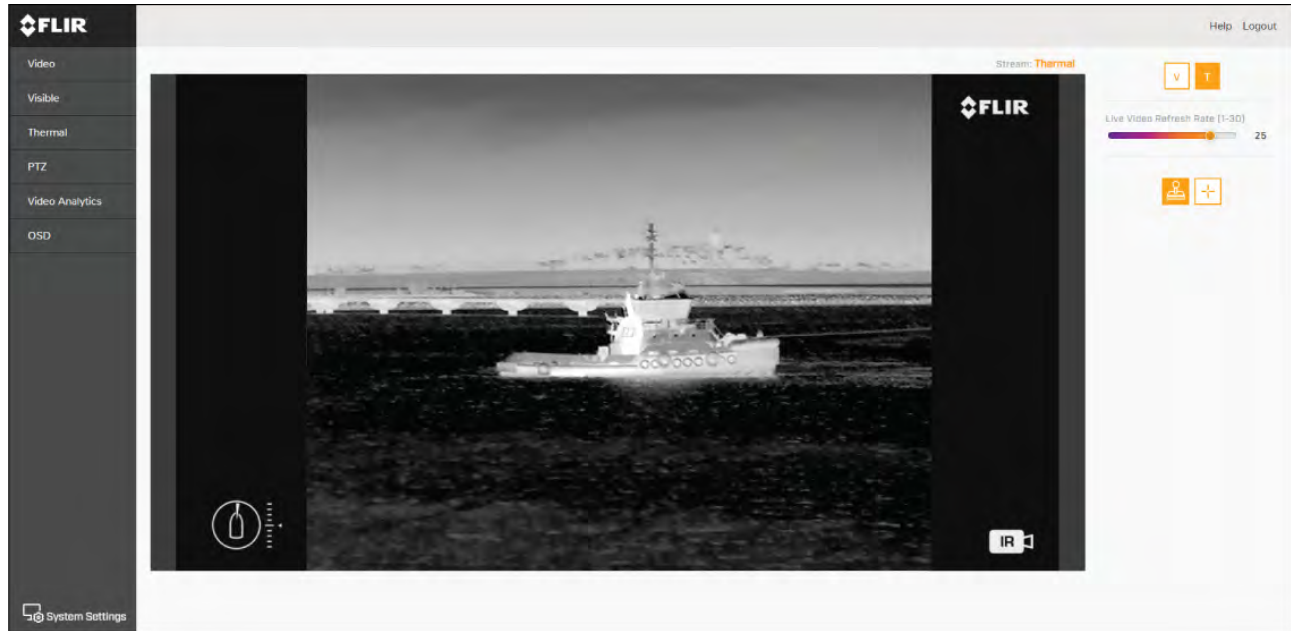 FLIR
Help Logout
Video
Visible
Thermal
PTZ
Video Analytics
OSD
System Settings
Stream: Thermal
FLIR
IR
V T
Live Video Refresh Rate (1-30)
25